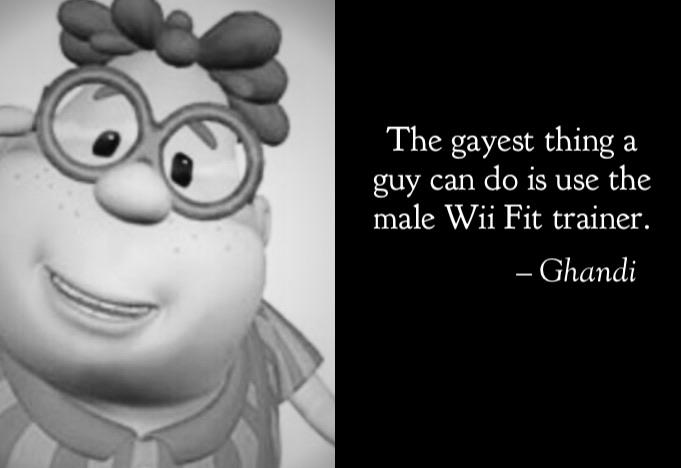 The gayest thing a
guy can do is use the
male Wii Fit trainer.
– Ghandi